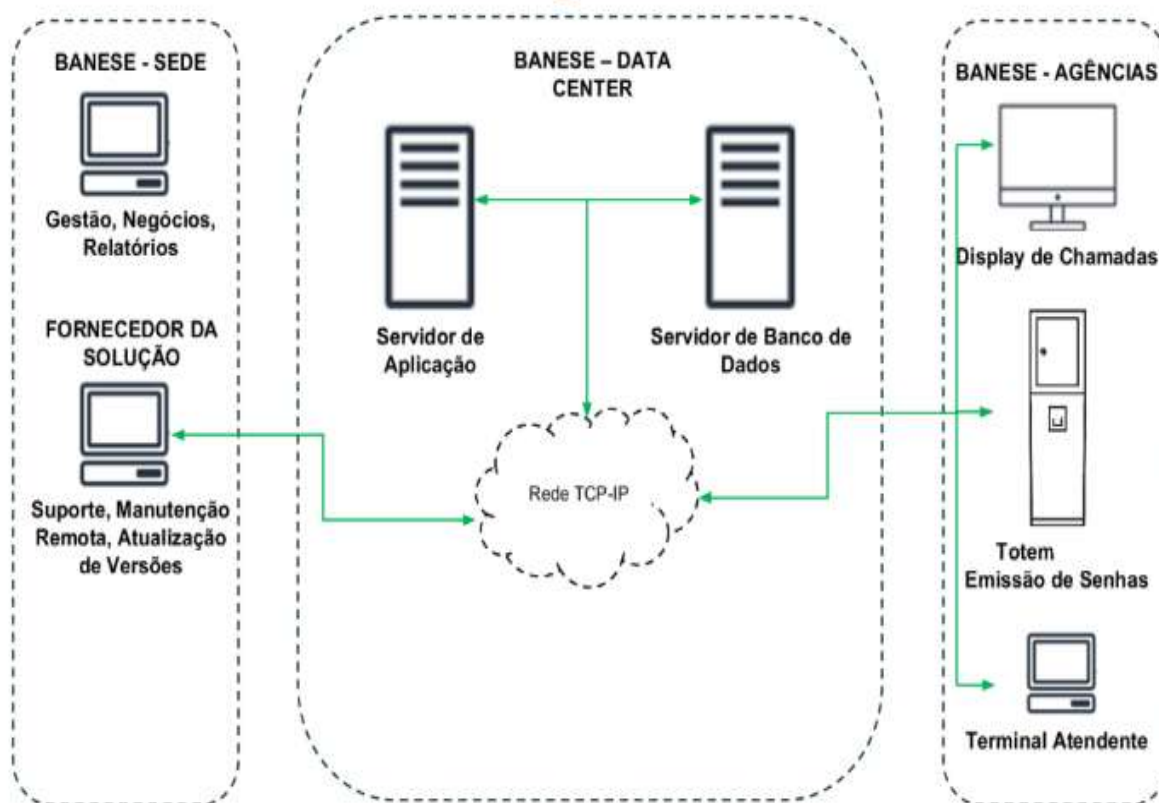 BANESE - SEDE
Gestão, Negócios,
Relatórios
FORNECEDOR DA
SOLUÇÃO
Suporte, Manutenção
Remota, Atualização
de Versões
BANESE – DATA
CENTER
Servidor de
Aplicação
Servidor de Banco de
Dados
Rede TCP-IP
BANESE - AGÊNCIAS
Display de Chamadas
Totem
Emissão de Senhas
Terminal Atendente